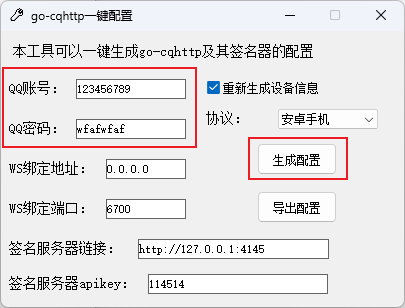 go-cqhttp一键配置
本工具可以一键生成go-cqhttp及其签名器的配置
QQ账号： 123456789 重新生成设备信息
QQ密码： wfafwfaf 协议： 安卓手机
WS绑定地址： 0.0.0.0 生成配置
WS绑定端口： 6700 导出配置
签名服务器链接： http://127.0.0.1:4145
签名服务器apikey： 114514